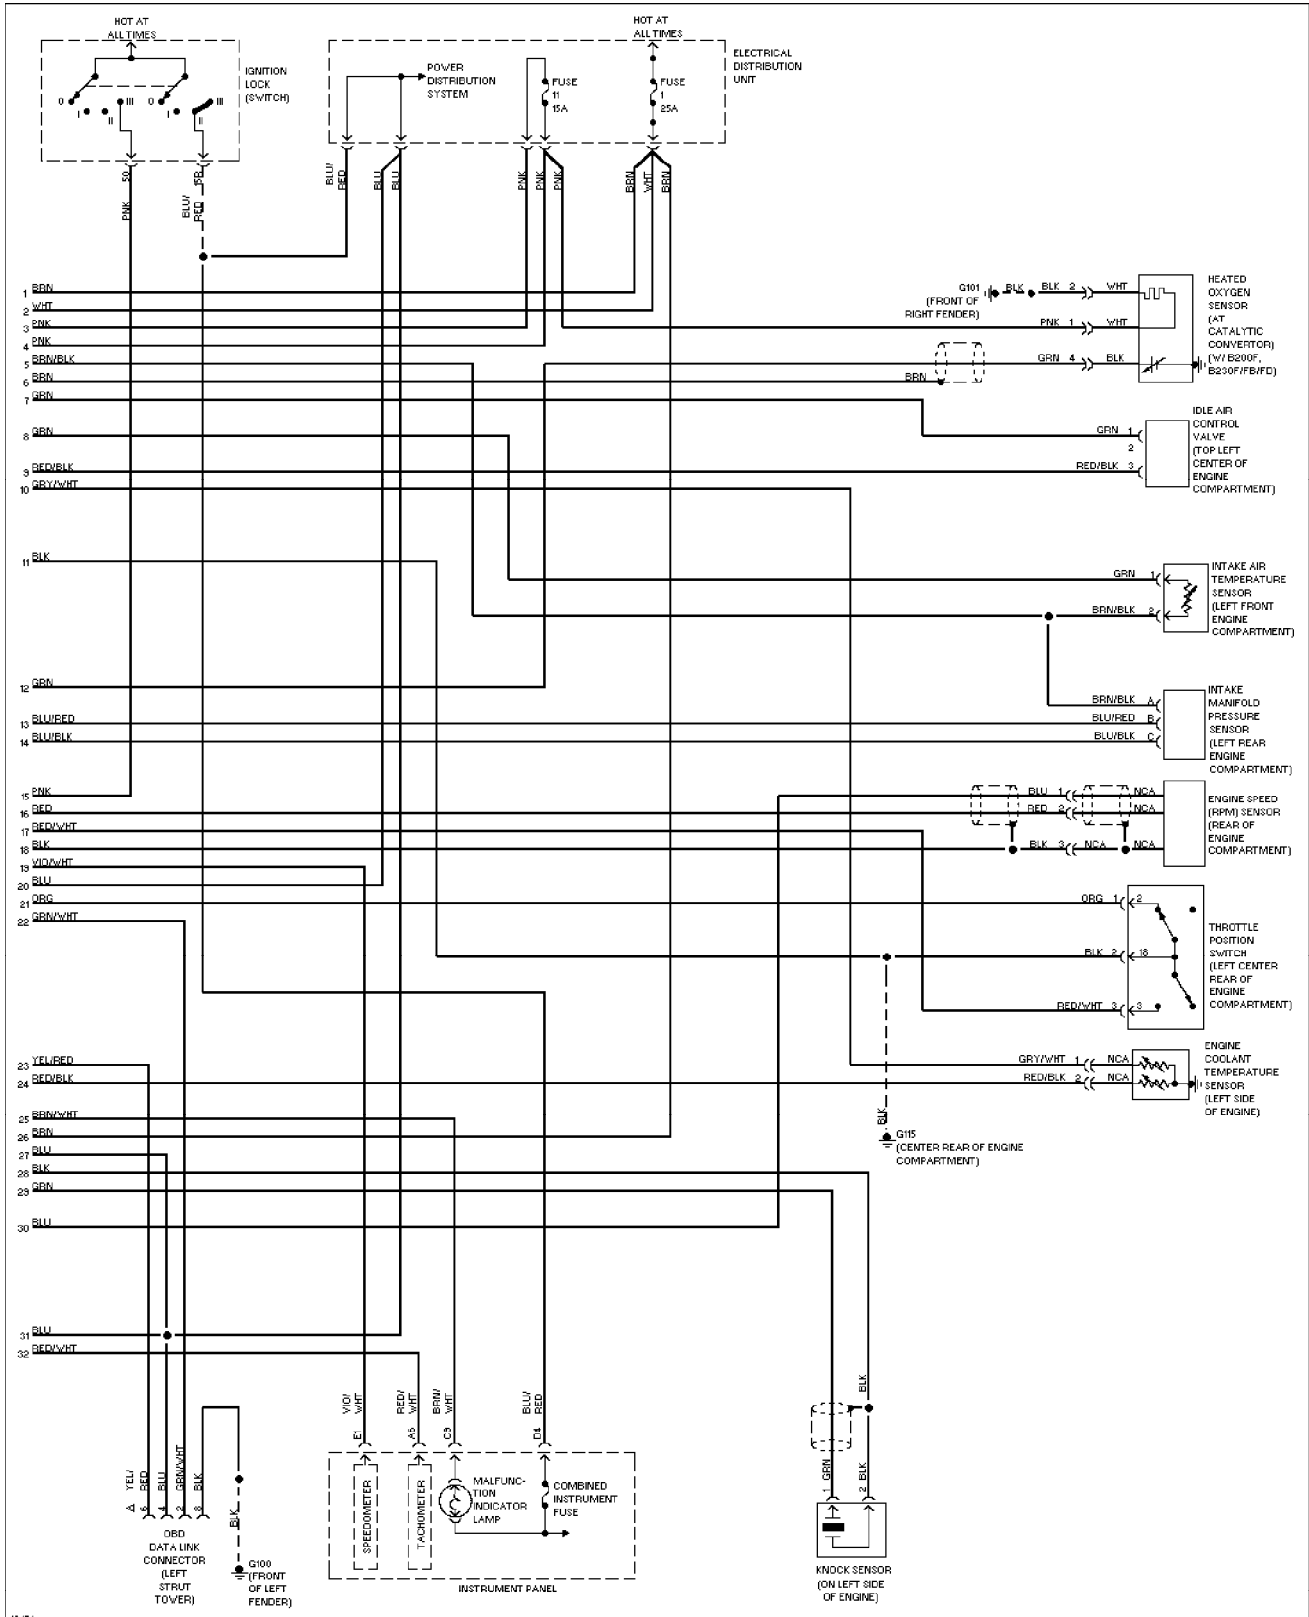 HOT AT
ALL TIMES
IGNITION
LOCK
(SWITCH)
0
I
II
III
0
I
II
III
HOT AT
ALL TIMES
ELECTRICAL
DISTRIBUTION
UNIT
POWER
DISTRIBUTION
SYSTEM
FUSE
11
15A
FUSE
1
25A
50
PNK
15R
BLU/
RED
BLU/
RED
BLU
BLU
PNK
PNK
PNK
BRN
WHT
BRN
1 BRN
2 WHT
3 PNK
4 PNK
5 BRN/BLK
6 BRN
7 GRN
8 GRN
9 RED/BLK
10 GRY/WHT
11 BLK
12 GRN
13 BLU/RED
14 BLU/BLK
15 PNK
16 RED
17 RED/WHT
18 BLK
19 VIO/WHT
20 BLU
21 ORG
22 GRN/WHT
23 YEL/RED
24 RED/BLK
25 BRN/WHT
26 BRN
27 BLU
28 BLK
29 GRN
30 BLU
31 BLU
32 RED/WHT
G101
(FRONT OF
RIGHT FENDER)
BLK
BLK 2 WHT
PNK 1 WHT
GRN 4 BLK
BRN
HEATED
OXYGEN
SENSOR
(AT
CATALYTIC
CONVERTOR)
(W/ B200F,
B230F/FB/FD)
GRN 1
2
RED/BLK 3
IDLE AIR
CONTROL
VALVE
(TOP LEFT
CENTER OF
ENGINE
COMPARTMENT)
GRN 1
BRN/BLK 2
INTAKE AIR
TEMPERATURE
SENSOR
(LEFT FRONT
ENGINE
COMPARTMENT)
BRN/BLK A
BLU/RED B
BLU/BLK C
INTAKE
MANIFOLD
PRESSURE
SENSOR
(LEFT REAR
ENGINE
COMPARTMENT)
BLU 1 NCA
RED 2 NCA
BLK 3 NCA NCA
ENGINE SPEED
(RPM) SENSOR
(REAR OF
ENGINE
COMPARTMENT)
ORG 1 2
BLK 2 18
RED/WHT 3 3
THROTTLE
POSITION
SWITCH
(LEFT CENTER
REAR OF
ENGINE
COMPARTMENT)
GRY/WHT 1 NCA
RED/BLK 2 NCA
ENGINE
COOLANT
TEMPERATURE
SENSOR
(LEFT SIDE
OF ENGINE)
BLK
G115
(CENTER REAR OF ENGINE
COMPARTMENT)
VIO/
WHT
E1
RED/
WHT
A5
BRN/
WHT
BLU/
RED
D4
SPEEDOMETER
TACHOMETER
MALFUNC-
TION
INDICATOR
LAMP
COMBINED
INSTRUMENT
FUSE
INSTRUMENT PANEL
A
YEL/
RED
6
BLU
4
GRN/WHT
2
BLK
8
BLK
OBD
DATA LINK
CONNECTOR
(LEFT
STRUT
TOWER)
G100
(FRONT
OF LEFT
FENDER)
BLK
GRN
1
BLK
2
KNOCK SENSOR
(ON LEFT SIDE
OF ENGINE)